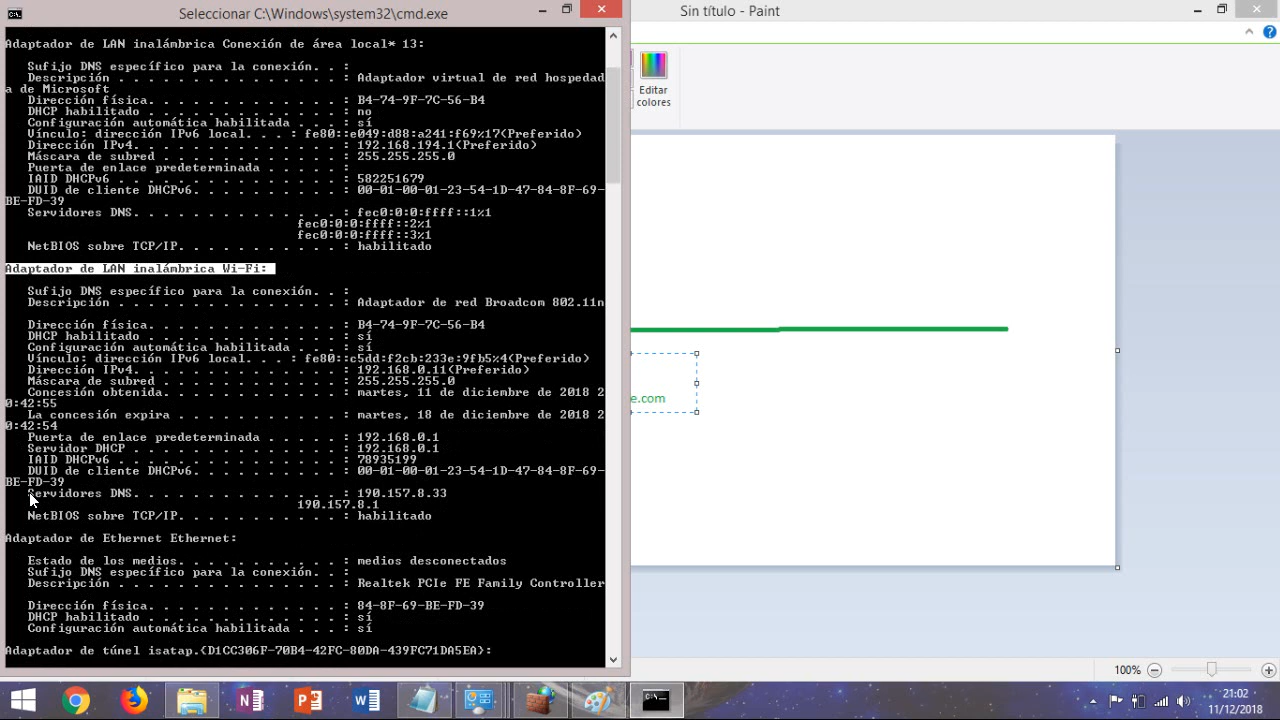 Seleccionar C:\Windows\system32\cmd.exe
Sin título - Paint
Editar
colores
Adaptador de LAN inalámbrica Conexión de área local* 13:
Sufijo DNS específico para la conexión. . :
Descripción . . . . . . . . . . . . . . . : Adaptador virtual de red hospedad
a de Microsoft
Dirección física. . . . . . . . . . . . . : B4-74-9F-7C-56-B4
DHCP habilitado . . . . . . . . . . . . . : no
Configuración automática habilitada . . . : sí
Vínculo: dirección IPv6 local. . . : fe80::e049:d88:a241:f69%17(Preferido)
Dirección IPv4. . . . . . . . . . . . . . : 192.168.194.1(Preferido)
Máscara de subred . . . . . . . . . . . . : 255.255.255.0
Puerta de enlace predeterminada . . . . . :
IAID DHCPv6 . . . . . . . . . . . . . . . : 582251679
DUID de cliente DHCPv6. . . . . . . . . . : 00-01-00-01-23-54-1D-47-84-8F-69-
BE-FD-39
Servidores DNS. . . . . . . . . . . . . . : fec0:0:0:ffff::1%1
fec0:0:0:ffff::2%1
fec0:0:0:ffff::3%1
NetBIOS sobre TCP/IP. . . . . . . . . . . : habilitado
Adaptador de LAN inalámbrica Wi-Fi:
Sufijo DNS específico para la conexión. . :
Descripción . . . . . . . . . . . . . . . : Adaptador de red Broadcom 802.11n
Dirección física. . . . . . . . . . . . . : B4-74-9F-7C-56-B4
DHCP habilitado . . . . . . . . . . . . . : sí
Configuración automática habilitada . . . : sí
Vínculo: dirección IPv6 local. . . : fe80::c5dd:f2cb:233e:9fb5%4(Preferido)
Dirección IPv4. . . . . . . . . . . . . . : 192.168.0.11(Preferido)
Máscara de subred . . . . . . . . . . . . : 255.255.255.0
Concesión obtenida. . . . . . . . . . . . : martes, 11 de diciembre de 2018 2
0:42:55
La concesión expira . . . . . . . . . . . : martes, 18 de diciembre de 2018 2
0:42:54
Puerta de enlace predeterminada . . . . . : 192.168.0.1
Servidor DHCP . . . . . . . . . . . . . . : 192.168.0.1
IAID DHCPv6 . . . . . . . . . . . . . . . : 78935199
DUID de cliente DHCPv6. . . . . . . . . . : 00-01-00-01-23-54-1D-47-84-8F-69-
BE-FD-39
Servidores DNS. . . . . . . . . . . . . . : 190.157.8.33
190.157.8.1
NetBIOS sobre TCP/IP. . . . . . . . . . . : habilitado
Adaptador de Ethernet Ethernet:
Estado de los medios. . . . . . . . . . . : medios desconectados
Sufijo DNS específico para la conexión. . :
Descripción . . . . . . . . . . . . . . . : Realtek PCIe FE Family Controller
Dirección física. . . . . . . . . . . . . : 84-8F-69-BE-FD-39
DHCP habilitado . . . . . . . . . . . . . : sí
Configuración automática habilitada . . . : sí
Adaptador de túnel isatap.{D1CC306F-70B4-42FC-80DA-439FC71DA5EA}:
e.com
100%
21:02
11/12/2018